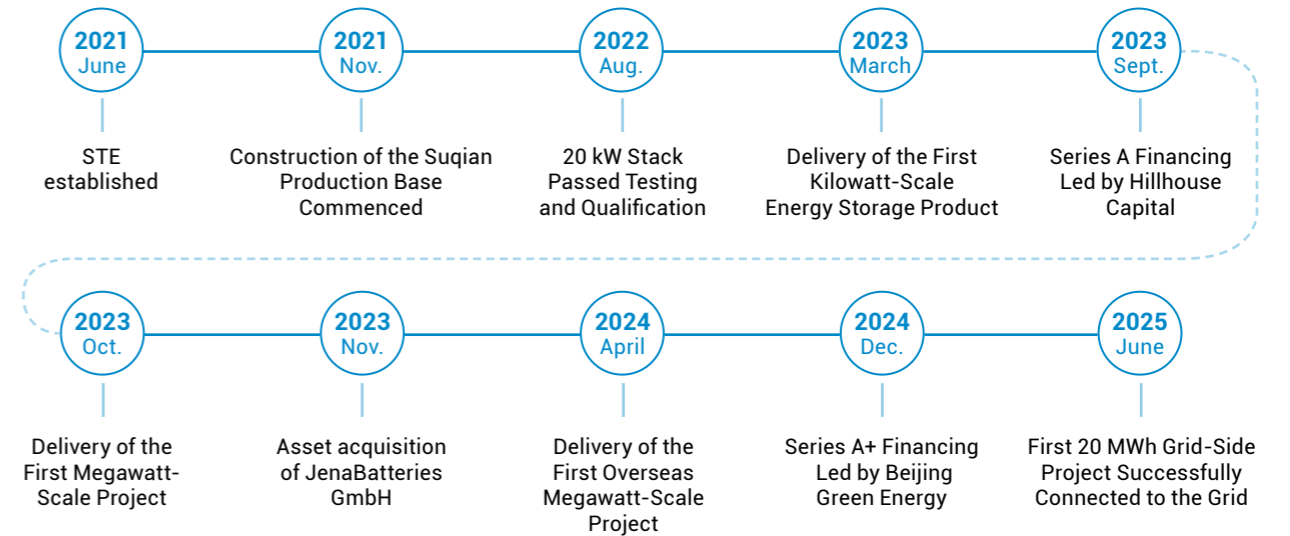 2021
June
2021
Nov.
2022
Aug.
2023
March
2023
Sept.
STE
established
Construction of the Suqian
Production Base
Commenced
20 kW Stack
Passed Testing
and Qualification
Delivery of the First
Kilowatt-Scale
Energy Storage Product
Series A Financing
Led by Hillhouse
Capital
2023
Oct.
2023
Nov.
2024
April
2024
Dec.
2025
June
Delivery of the
First Megawatt-
Scale Project
Asset acquisition
of JenaBatteries
GmbH
Delivery of the
First Overseas
Megawatt-Scale
Project
Series A+ Financing
Led by Beijing
Green Energy
First 20 MWh Grid-Side
Project Successfully
Connected to the Grid